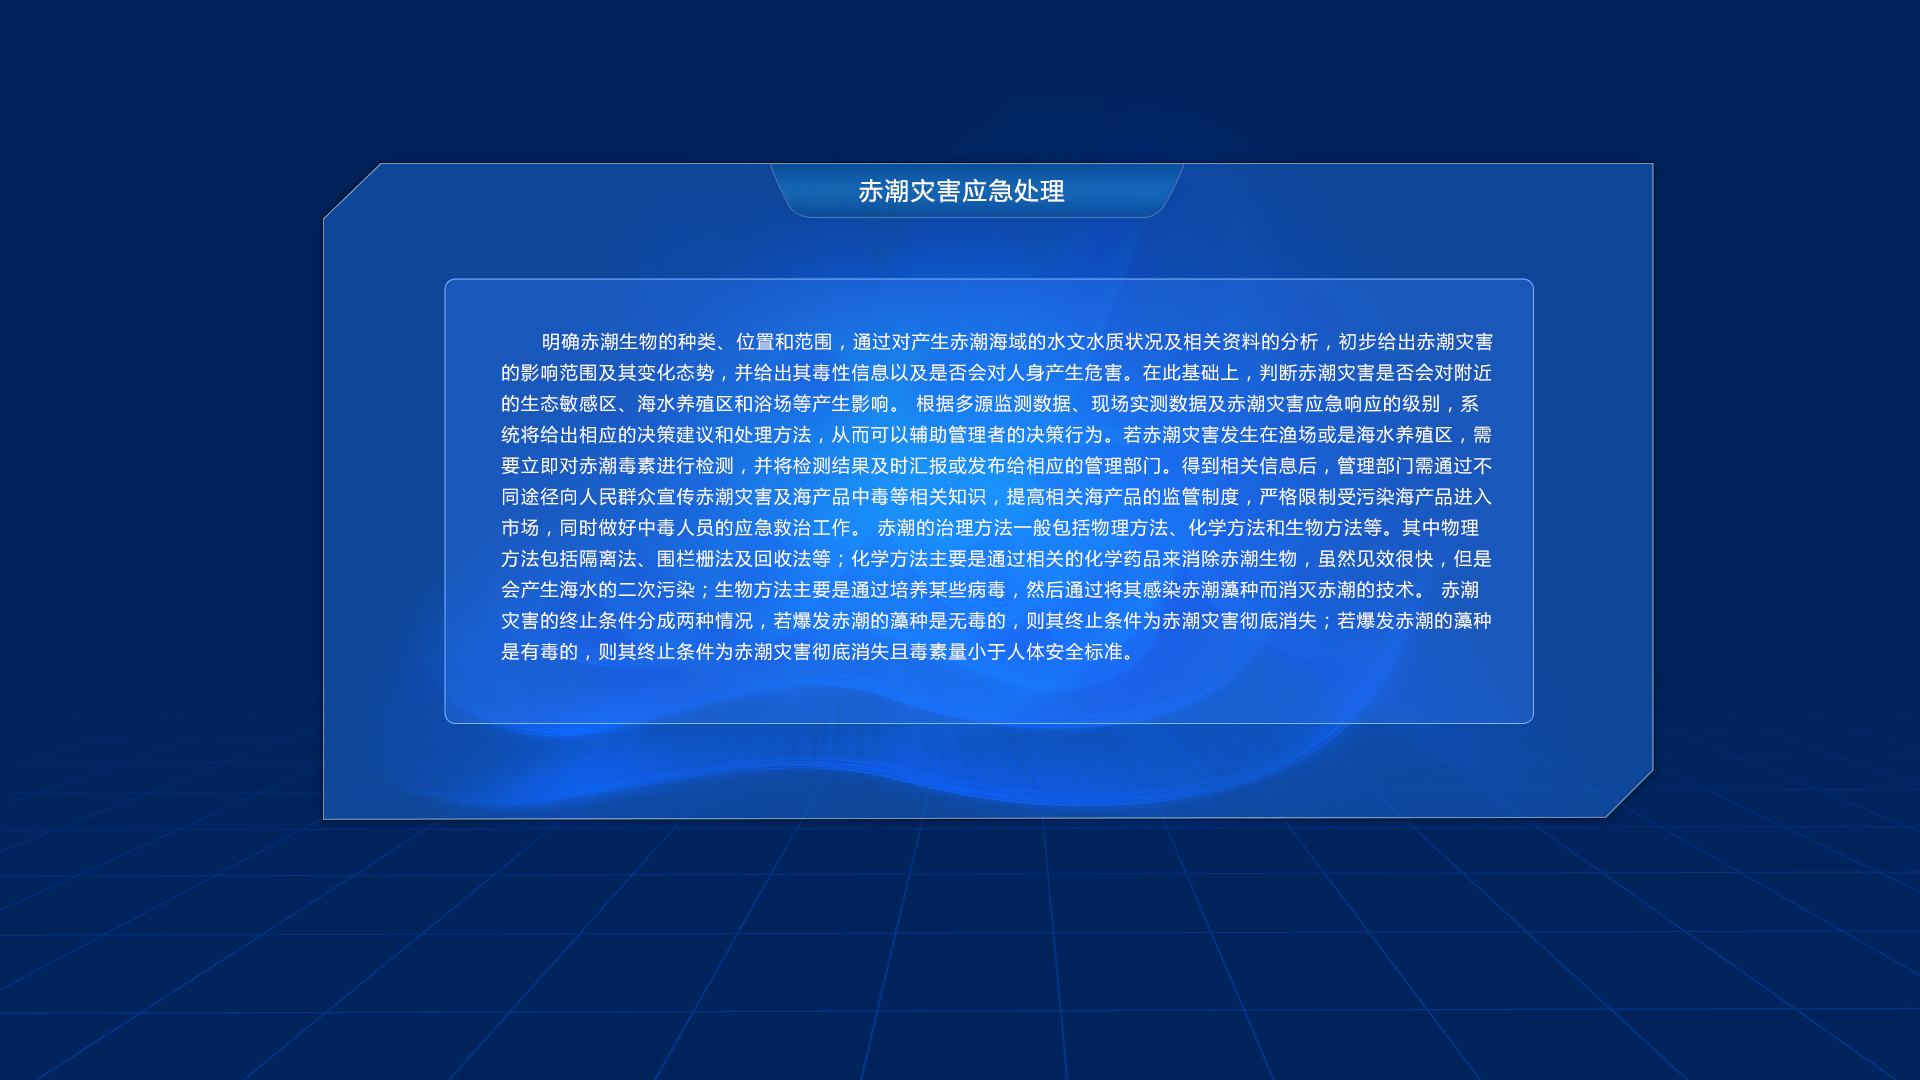 赤潮灾害应急处理
明确赤潮生物的种类、位置和范围，通过对产生赤潮海域的水文水质状况及相关资料的分析，初步给出赤潮灾害
的影响范围及其变化态势，并给出其毒性信息以及是否会对人身产生危害。在此基础上，判断赤潮灾害是否会对附近
的生态敏感区、海水养殖区和浴场等产生影响。 根据多源监测数据、现场实测数据及赤潮灾害应急响应的级别，系
统将给出相应的决策建议和处理方法，从而可以辅助管理者的决策行为。若赤潮灾害发生在渔场或是海水养殖区，需
要立即对赤潮毒素进行检测，并将检测结果及时汇报或发布给相应的管理部门。得到相关信息后，管理部门需通过不
同途径向人民群众宣传赤潮灾害及海产品中毒等相关知识，提高相关海产品的监管制度，严格限制受污染海产品进入
市场，同时做好中毒人员的应急救治工作。 赤潮的治理方法一般包括物理方法、化学方法和生物方法等。其中物理
方法包括隔离法、围栏栅法及回收法等；化学方法主要是通过相关的化学药品来消除赤潮生物，虽然见效很快，但是
会产生海水的二次污染；生物方法主要是通过培养某些病毒，然后通过将其感染赤潮藻种而消灭赤潮的技术。 赤潮
灾害的终止条件分成两种情况，若爆发赤潮的藻种是无毒的，则其终止条件为赤潮灾害彻底消失；若爆发赤潮的藻种
是有毒的，则其终止条件为赤潮灾害彻底消失且毒素量小于人体安全标准。